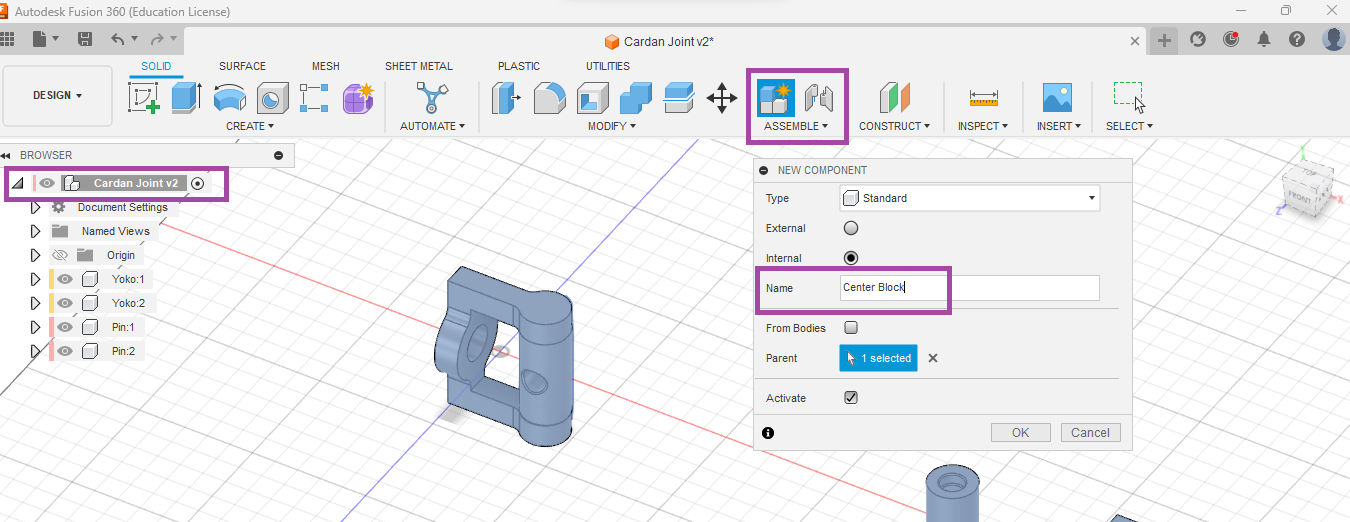 Autodesk Fusion 360 (Education License)
Cardan Joint v2*
DESIGN
SOLID SURFACE MESH SHEET METAL PLASTIC UTILITIES
CREATE AUTOMATE MODIFY ASSEMBLE CONSTRUCT INSPECT INSERT SELECT
BROWSER
Cardan Joint v2
Document Settings
Named Views
Origin
Yoko:1
Yoko:2
Pin:1
Pin:2
NEW COMPONENT
Type Standard
External
Internal
Name Center Block
From Bodies
Parent 1 selected
Activate
OK Cancel
FRONT
Y
X
Z